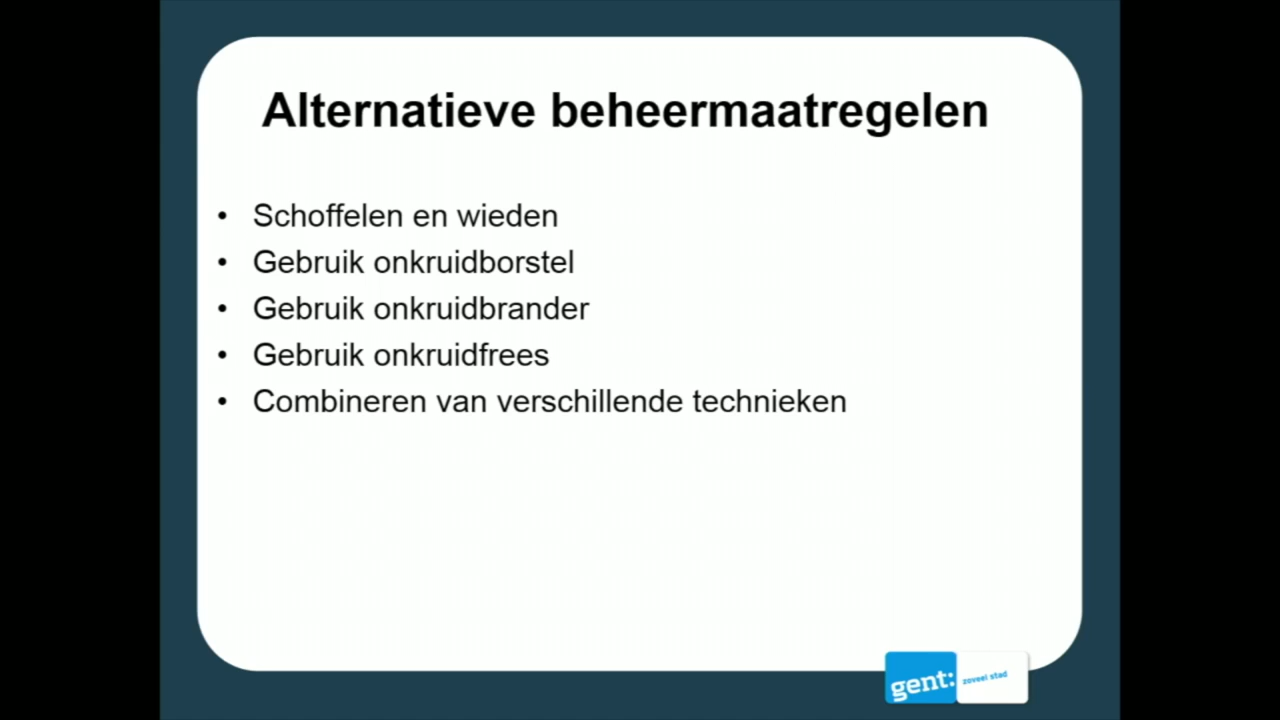 Alternatieve beheermaatregelen
• Schoffelen en wieden
• Gebruik onkruidborstel
• Gebruik onkruidbrander
• Gebruik onkruidfrees
• Combineren van verschillende technieken
gent: zoveel stad